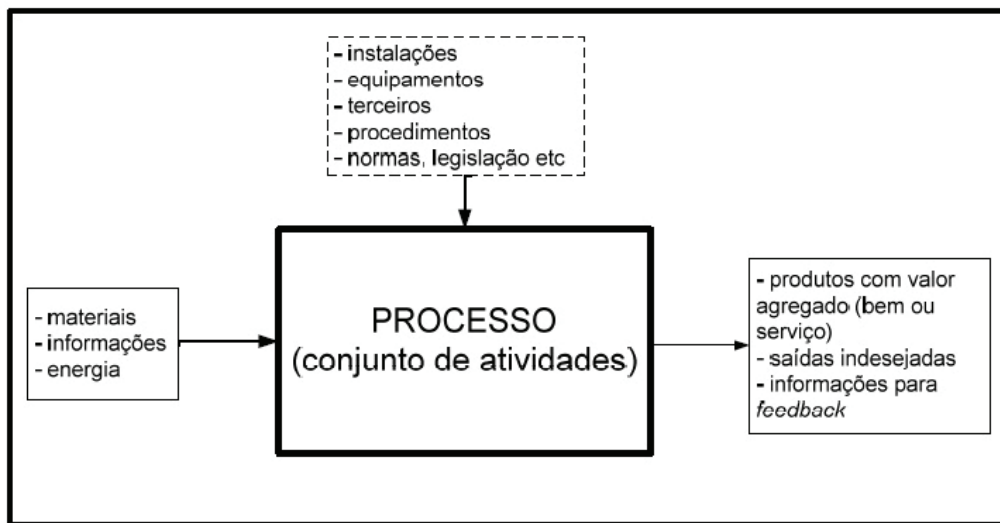 - instalações
- equipamentos
- terceiros
- procedimentos
- normas, legislação etc
- materiais
- informações
- energia
PROCESSO
(conjunto de atividades)
- produtos com valor
agregado (bem ou
serviço)
- saídas indesejadas
- informações para
feedback